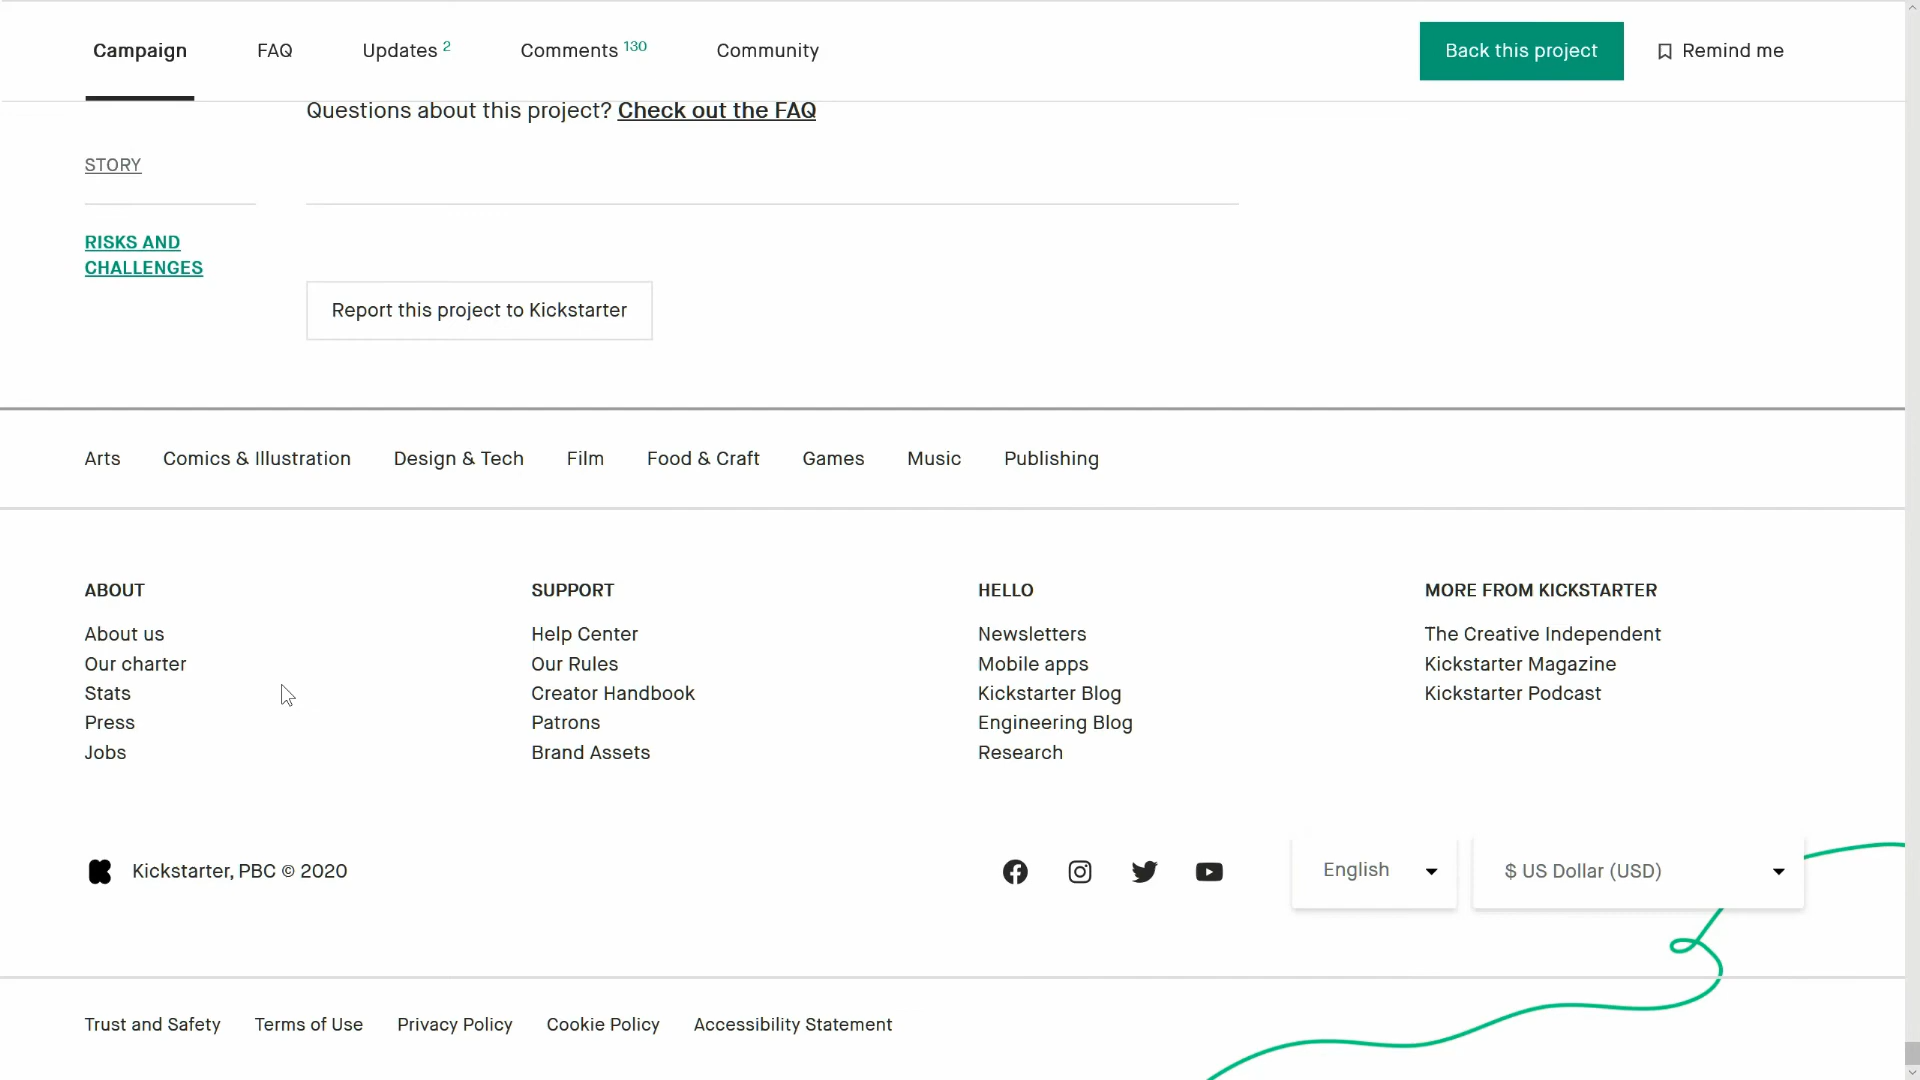 Campaign
FAQ
Updates 2
Comments 130
Community
Back this project
Remind me
Questions about this project? Check out the FAQ
STORY
RISKS AND
CHALLENGES
Report this project to Kickstarter
Arts
Comics & Illustration
Design & Tech
Film
Food & Craft
Games
Music
Publishing
ABOUT
About us
Our charter
Stats
Press
Jobs
SUPPORT
Help Center
Our Rules
Creator Handbook
Patrons
Brand Assets
HELLO
Newsletters
Mobile apps
Kickstarter Blog
Engineering Blog
Research
MORE FROM KICKSTARTER
The Creative Independent
Kickstarter Magazine
Kickstarter Podcast
Kickstarter, PBC © 2020
English
$ US Dollar (USD)
Trust and Safety
Terms of Use
Privacy Policy
Cookie Policy
Accessibility Statement